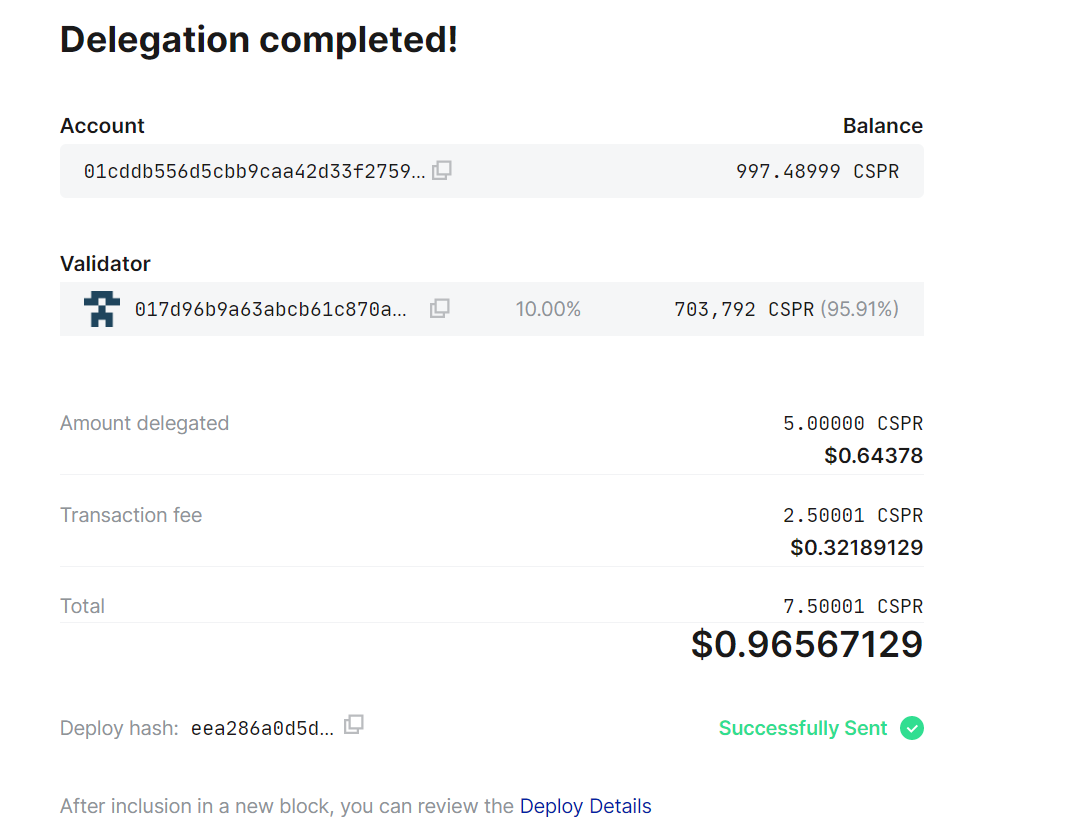 Delegation completed!
Account Balance
01cddb556d5cbb9caa42d33f2759... 997.48999 CSPR
Validator
017d96b9a63abcb61c870a... 10.00% 703,792 CSPR (95.91%)
Amount delegated 5.00000 CSPR
$0.64378
Transaction fee 2.50001 CSPR
$0.32189129
Total 7.50001 CSPR
$0.96567129
Deploy hash: eea286a0d5d... Successfully Sent
After inclusion in a new block, you can review the Deploy Details